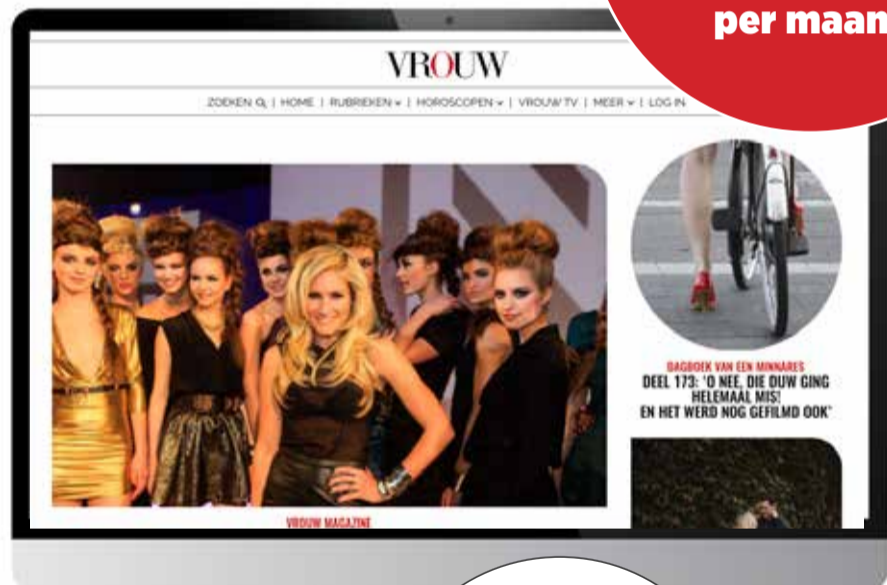 per maan
VROUW
ZOEKEN | HOME | RUBRIEKEN | HOROSCOPEN | VROUW TV | MEER | LOG IN
DAGBOEK VAN EEN MINNARES
DEEL 173: 'O NEE, DIE DUW GING
HELEMAAL MIS!
EN HET WERD NOG GEFILMD OOK'
VROUW MAGAZINE